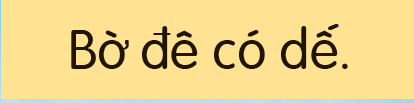 Bờ đê có dế.